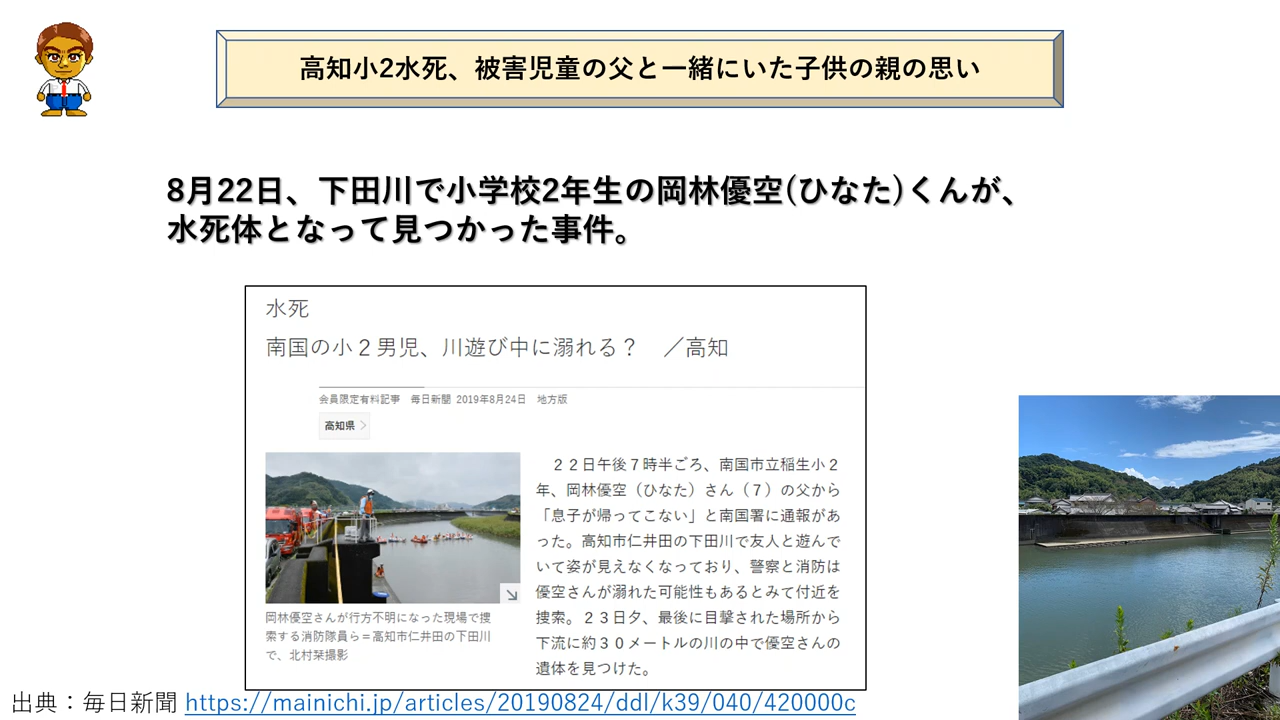 高知小2水死、被害児童の父と一緒にいた子供の親の思い
8月22日、下田川で小学校2年生の岡林優空(ひなた)くんが、
水死体となって見つかった事件。
水死
南国の小２男児、川遊び中に溺れる？　／高知
会員限定有料記事　毎日新聞 2019年8月24日　地方版
高知県
２２日午後７時半ごろ、南国市立稲生小２
年、岡林優空（ひなた）さん（７）の父から
「息子が帰ってこない」と南国署に通報があ
った。高知市仁井田の下田川で友人と遊んで
いて姿が見えなくなっており、警察と消防は
優空さんが溺れた可能性もあるとみて付近を
捜索。２３日夕、最後に目撃された場所から
下流に約３０メートルの川の中で優空さんの
遺体を見つけた。
岡林優空さんが行方不明になった現場で捜
索する消防隊員ら＝高知市仁井田の下田川
で、北村栞撮影
出典：毎日新聞 https://mainichi.jp/articles/20190824/ddl/k39/040/420000c